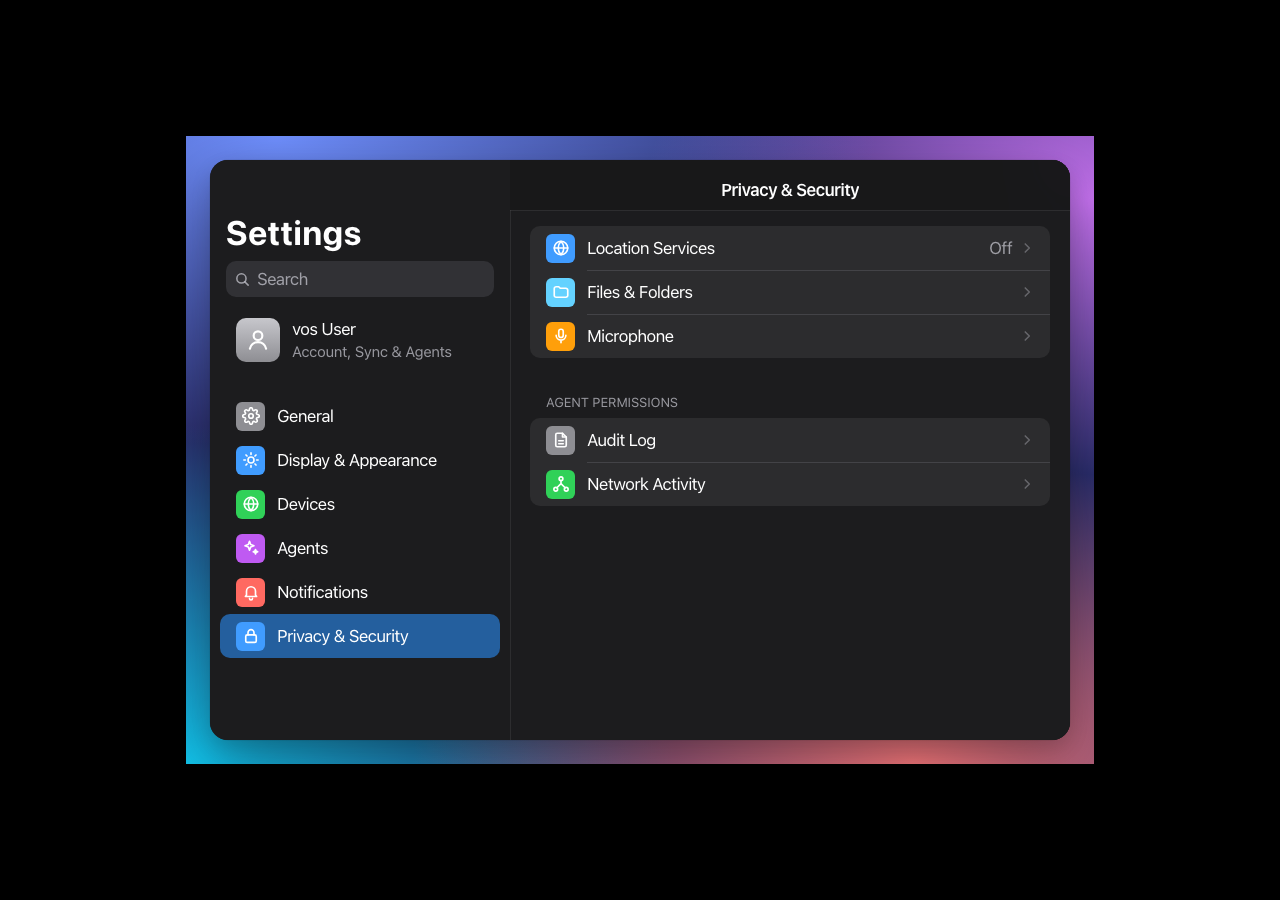 Settings
Search
vos User
Account, Sync & Agents
General
Display & Appearance
Devices
Agents
Notifications
Privacy & Security
Privacy & Security
Location Services Off
Files & Folders
Microphone
AGENT PERMISSIONS
Audit Log
Network Activity